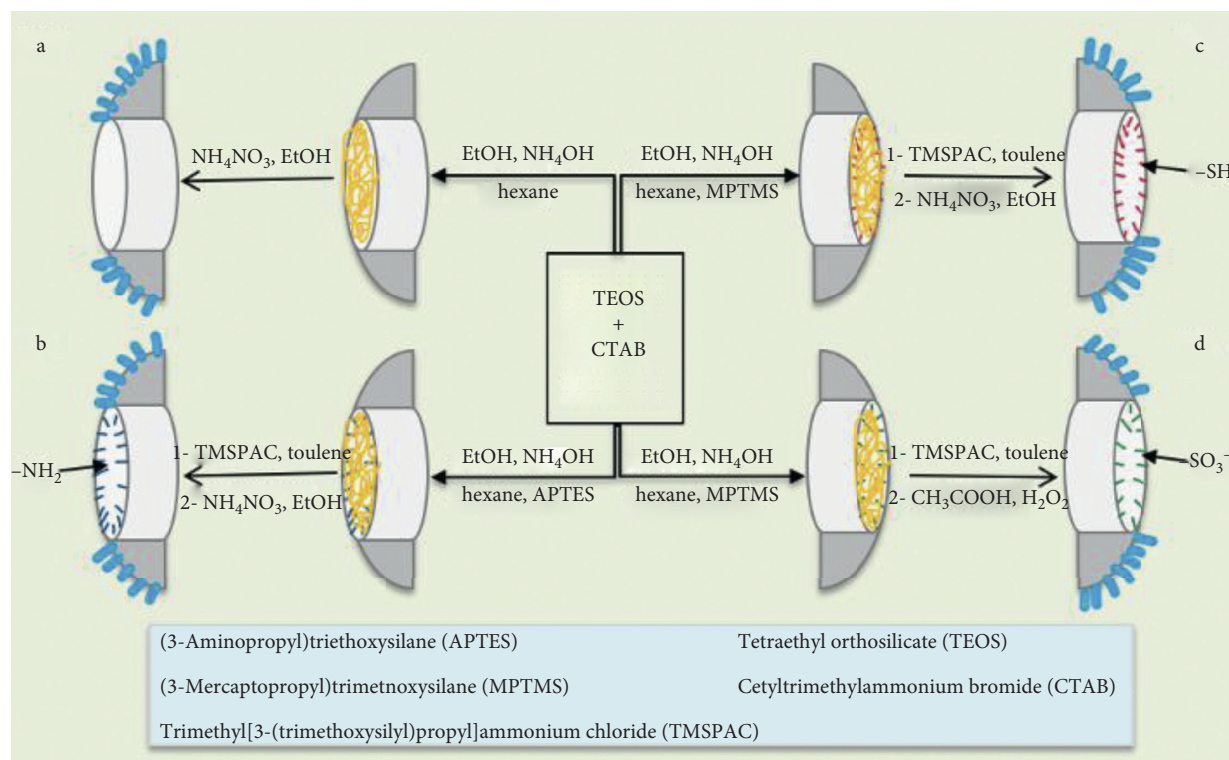 a
c
NH₄NO₃, EtOH
EtOH, NH₄OH
hexane
EtOH, NH₄OH
hexane, MPTMS
1- TMSPAC, toulene
2- NH₄NO₃, EtOH
–SH
TEOS
+
CTAB
b
d
–NH₂
1- TMSPAC, toulene
2- NH₄NO₃, EtOH
EtOH, NH₄OH
hexane, APTES
EtOH, NH₄OH
hexane, MPTMS
1- TMSPAC, toulene
2- CH₃COOH, H₂O₂
–SO₃⁻
(3-Aminopropyl)triethoxysilane (APTES)
Tetraethyl orthosilicate (TEOS)
(3-Mercaptopropyl)trimetnoxysilane (MPTMS)
Cetyltrimethylammonium bromide (CTAB)
Trimethyl[3-(trimethoxysilyl)propyl]ammonium chloride (TMSPAC)